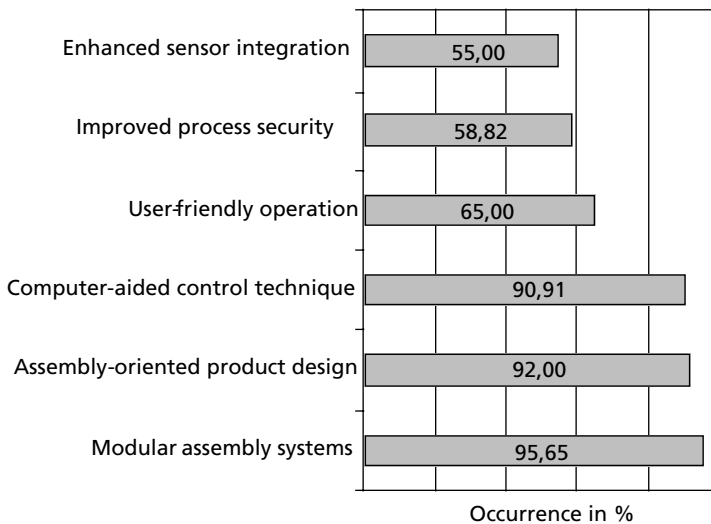 Enhanced sensor integration 55,00
Improved process security 58,82
User-friendly operation 65,00
Computer-aided control technique 90,91
Assembly-oriented product design 92,00
Modular assembly systems 95,65
Occurrence in %